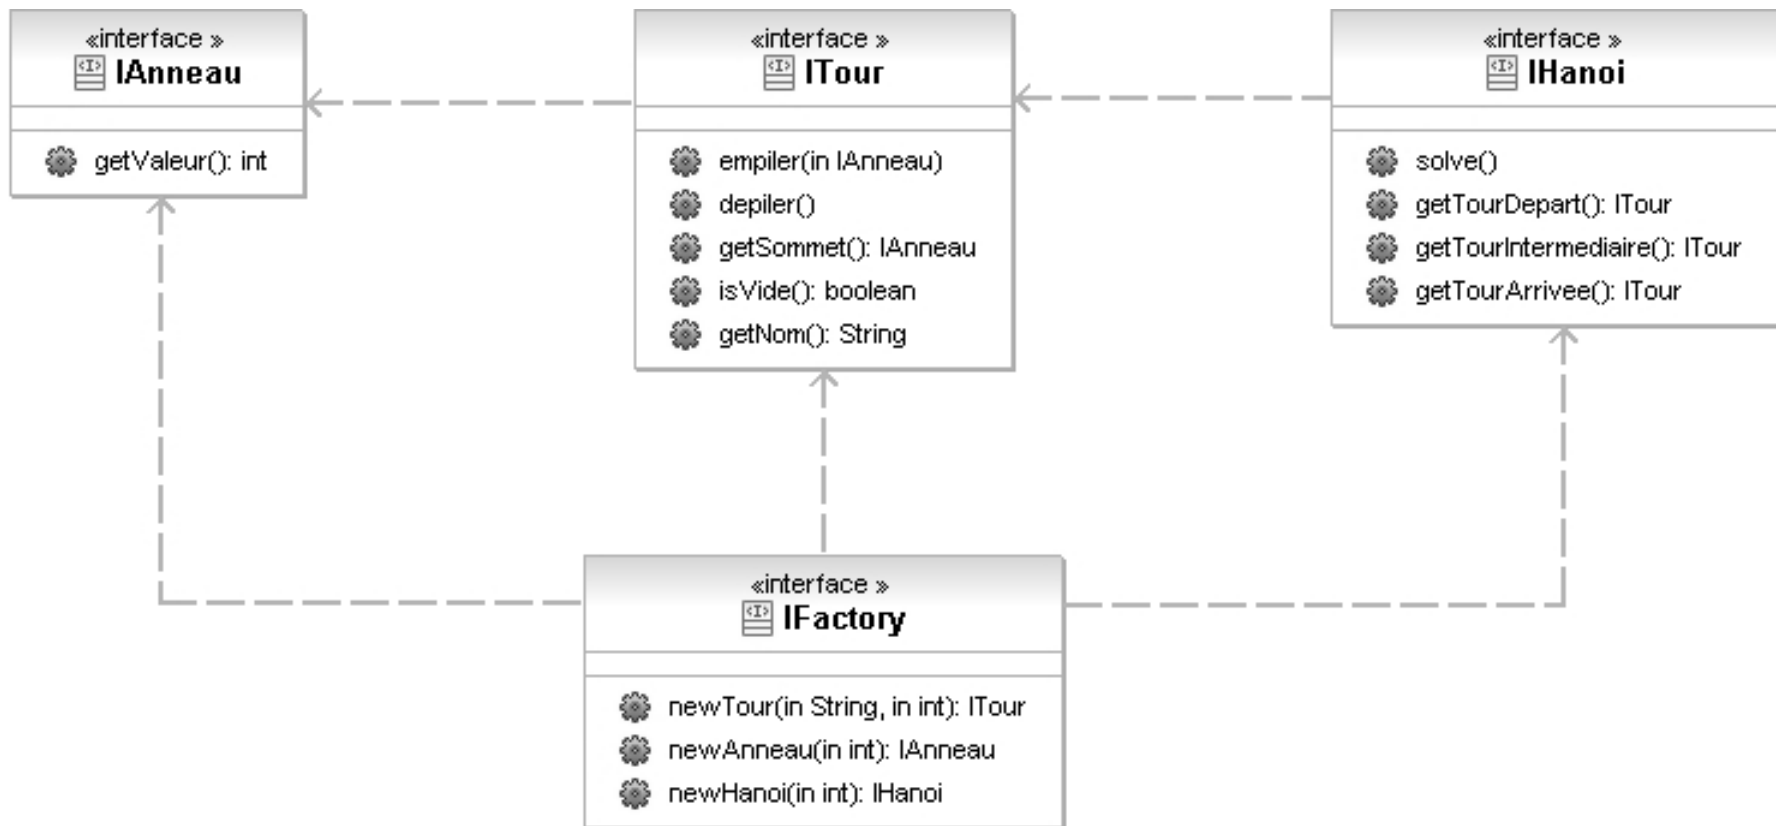 «interface »
IAnneau
getValeur(): int
«interface »
ITour
empiler(in IAnneau)
depiler()
getSommet(): IAnneau
isVide(): boolean
getNom(): String
«interface »
IHanoi
solve()
getTourDepart(): ITour
getTourIntermediaire(): ITour
getTourArrivee(): ITour
«interface »
IFactory
newTour(in String, in int): ITour
newAnneau(in int): IAnneau
newHanoi(in int): IHanoi